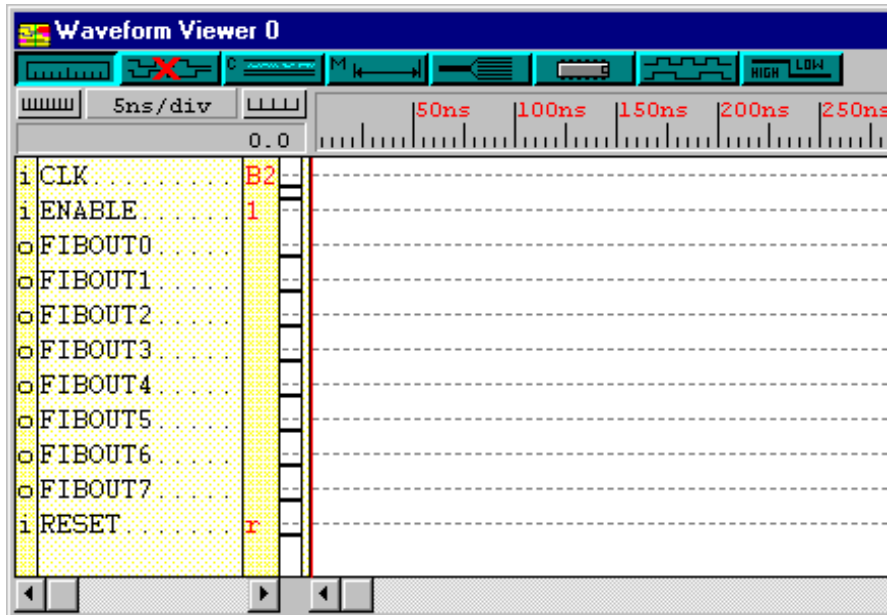 Waveform Viewer 0
C M HIGH LOW
5ns/div 50ns 100ns 150ns 200ns 250ns
0.0
i CLK......... B2
i ENABLE...... 1
o FIBOUT0.....
o FIBOUT1.....
o FIBOUT2.....
o FIBOUT3.....
o FIBOUT4.....
o FIBOUT5.....
o FIBOUT6.....
o FIBOUT7.....
i RESET....... r